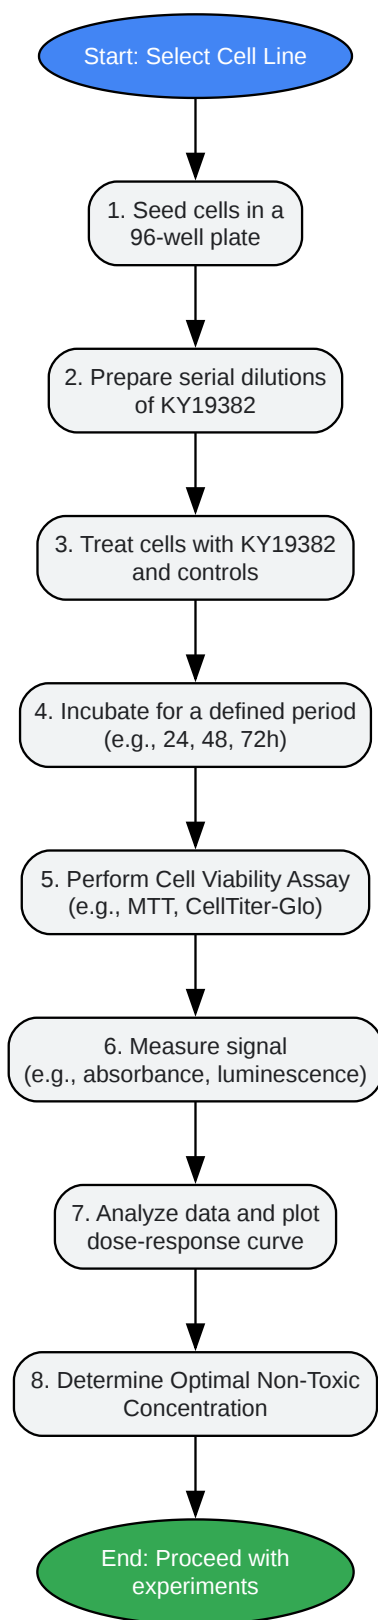 Start: Select Cell Line
1. Seed cells in a
96-well plate
2. Prepare serial dilutions
of KY19382
3. Treat cells with KY19382
and controls
4. Incubate for a defined period
(e.g., 24, 48, 72h)
5. Perform Cell Viability Assay
(e.g., MTT, CellTiter-Glo)
6. Measure signal
(e.g., absorbance, luminescence)
7. Analyze data and plot
dose-response curve
8. Determine Optimal Non-Toxic
Concentration
End: Proceed with
experiments